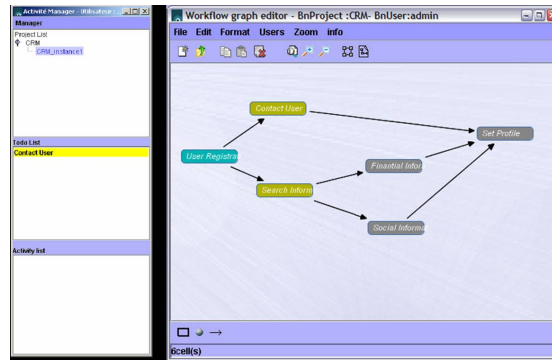 Activité Manager - Utilisateur :
Manager
Project List
CRM
CRM_instance1
Todo List
Contact User
Activity list
Workflow graph editor - BnProject :CRM- BnUser:admin
File Edit Format Users Zoom info
Contact User
Set Profile
User Registra
Finantial Infor
Search Inform
Social Informa
6cell(s)